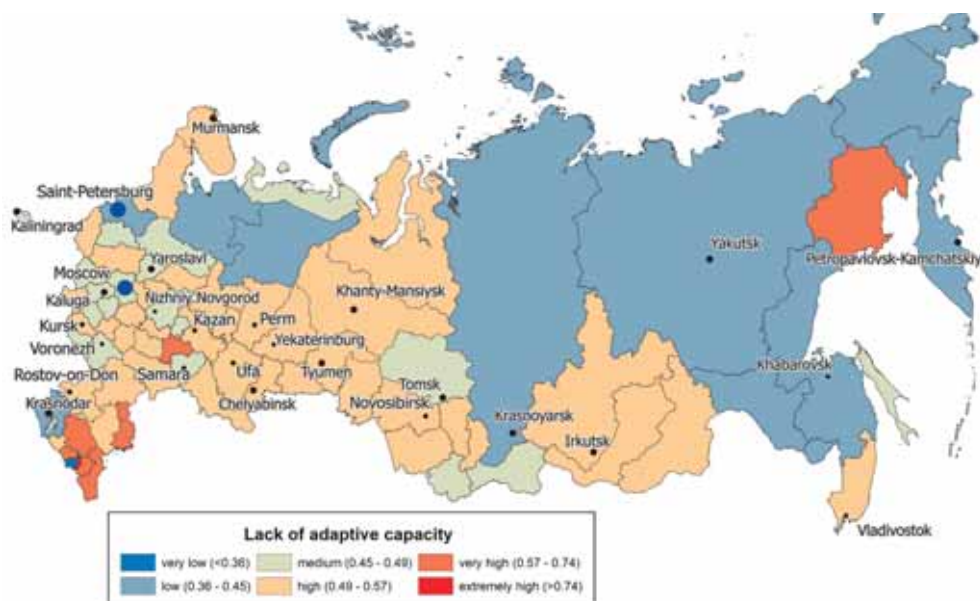 Murmansk
Saint-Petersburg
Kaliningrad
Yaroslavl
Moscow
Kaluga
Nizhniy Novgorod
Kursk
Kazan
Perm
Khanty-Mansiysk
Voronezh
Yekaterinburg
Rostov-on-Don
Samara
Ufa
Tyumen
Tomsk
Krasnodar
Chelyabinsk
Novosibirsk
Krasnoyarsk
Irkutsk
Yakutsk
Petropavlovsk-Kamchatskiy
Khabarovsk
Vladivostok
Lack of adaptive capacity
very low (<0.36) medium (0.45 - 0.49) very high (0.57 - 0.74)
low (0.36 - 0.45) high (0.49 - 0.57) extremely high (>0.74)